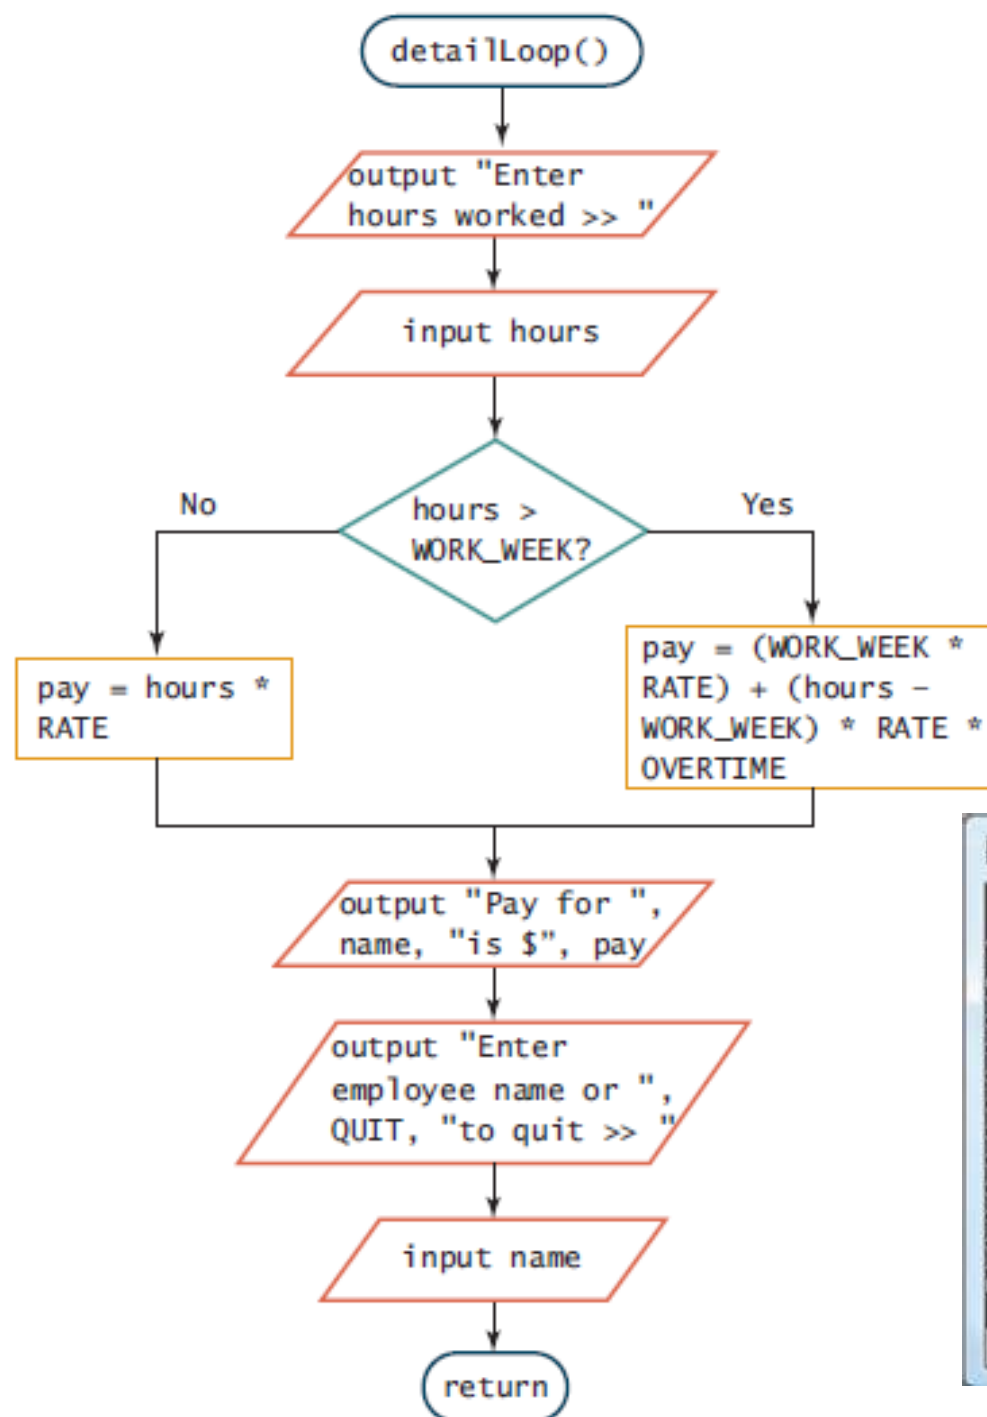 detailLoop()
output "Enter
hours worked >> "
input hours
hours >
WORK_WEEK?
No
Yes
pay = hours *
RATE
pay = (WORK_WEEK *
RATE) + (hours –
WORK_WEEK) * RATE *
OVERTIME
output "Pay for ",
name, "is $", pay
output "Enter
employee name or ",
QUIT, "to quit >> "
input name
return